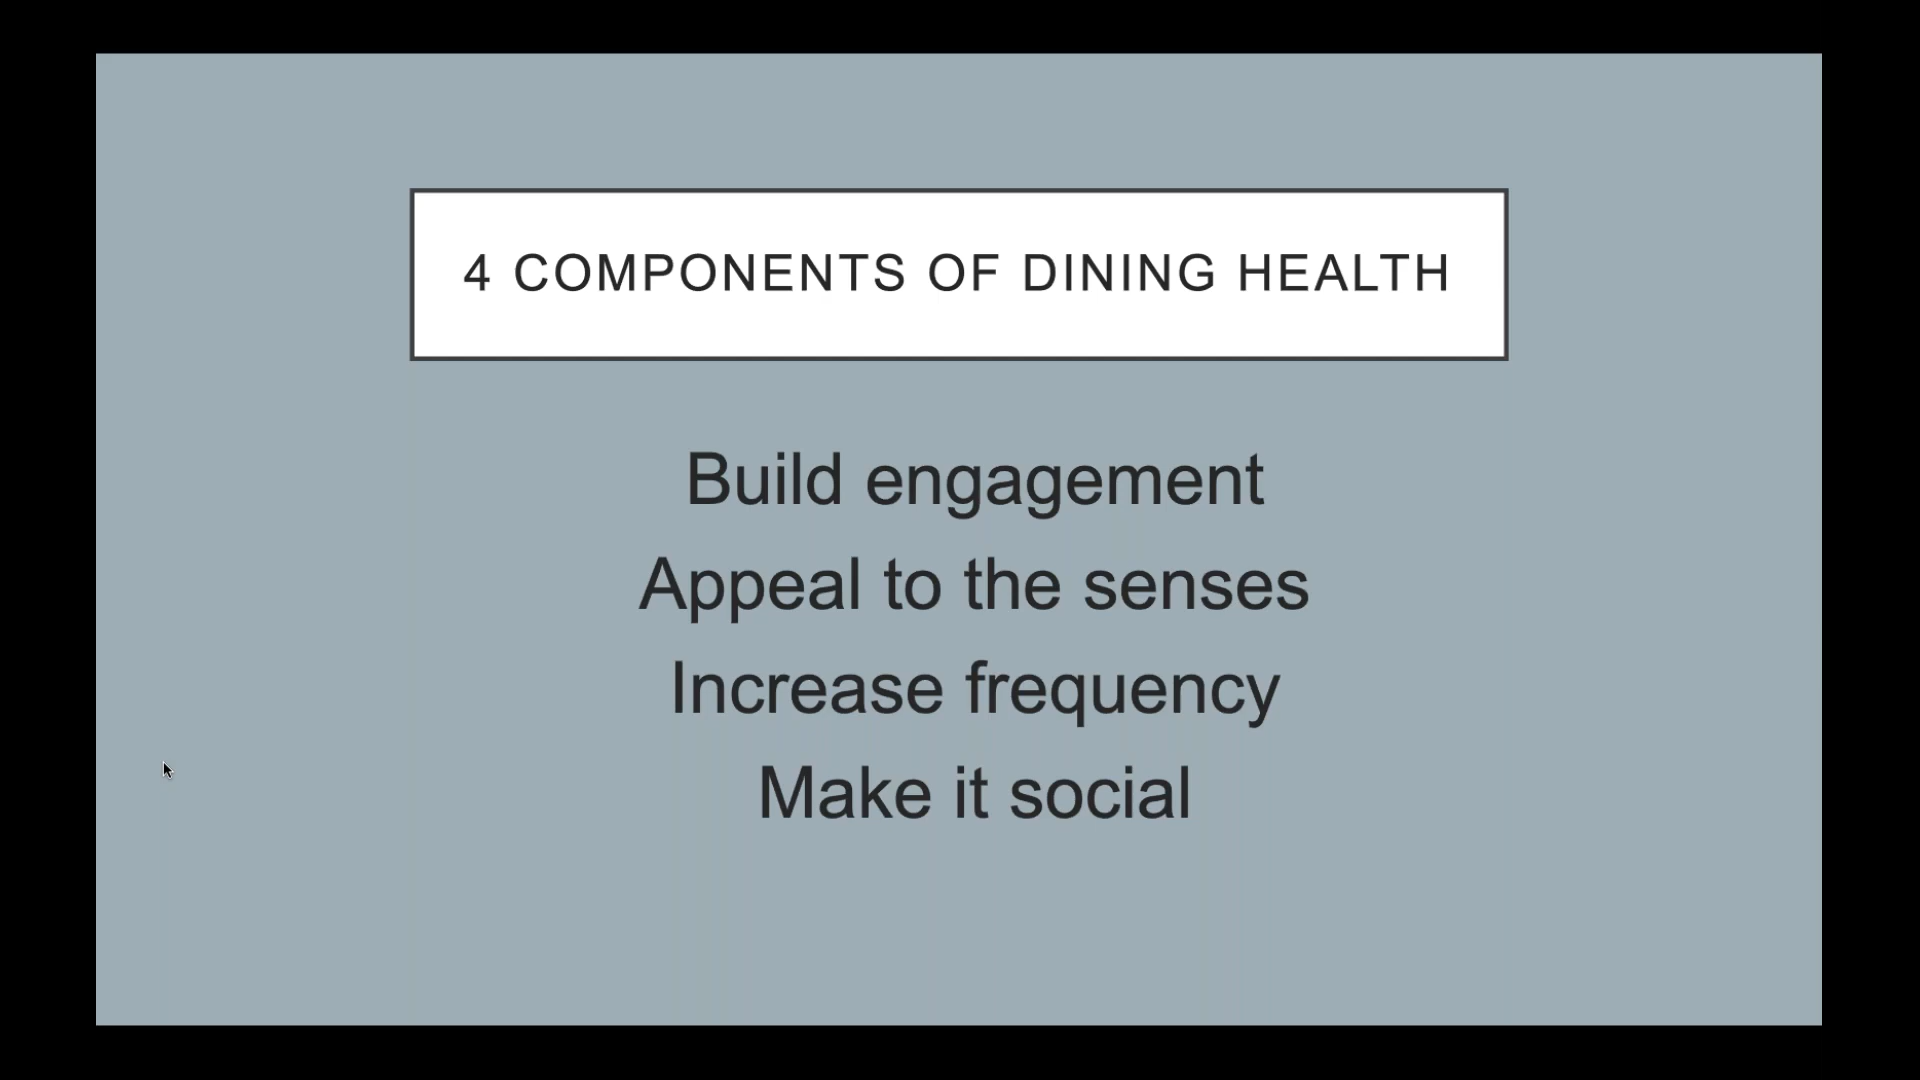 4 COMPONENTS OF DINING HEALTH
Build engagement
Appeal to the senses
Increase frequency
Make it social